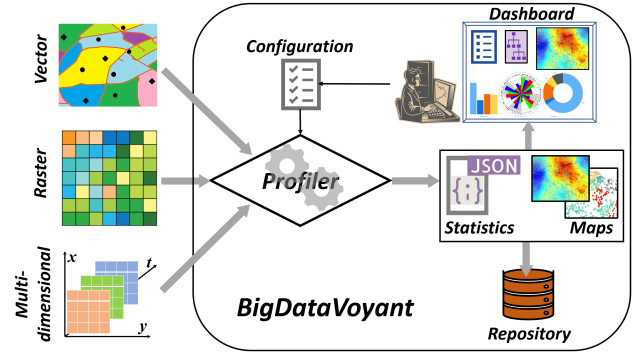 Dashboard
Vector
Configuration
Raster
Profiler
JSON
{:}
Statistics
Maps
Multi-
dimensional
x
t
y
BigDataVoyant
Repository